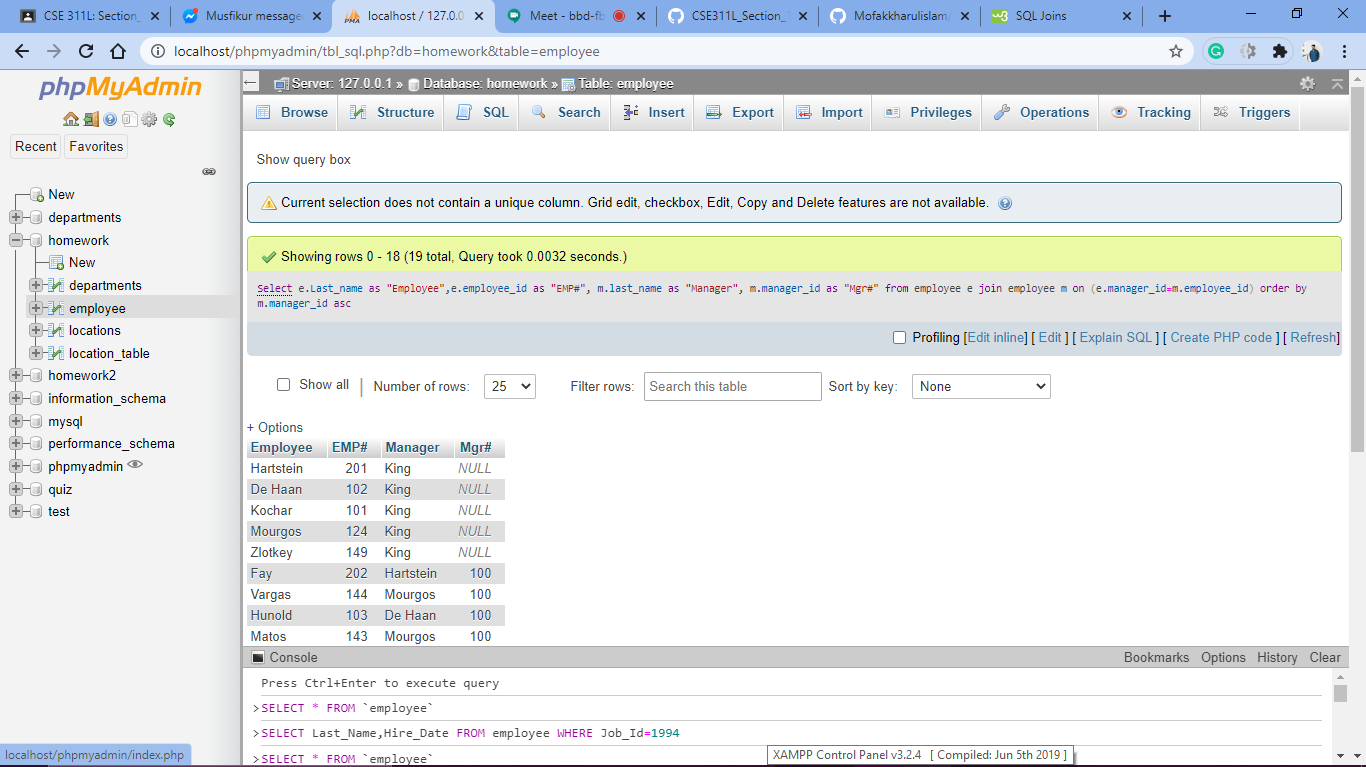 CSE 311L: Section_
Musfikur message
localhost / 127.0.0
Meet - bbd-fb
CSE311L_Section_
Mofakkharulislam/
SQL Joins
localhost/phpmyadmin/tbl_sql.php?db=homework&table=employee
phpMyAdmin
Recent Favorites
New
departments
homework
New
departments
employee
locations
location_table
homework2
information_schema
mysql
performance_schema
phpmyadmin
quiz
test
Server: 127.0.0.1 » Database: homework » Table: employee
Browse Structure SQL Search Insert Export Import Privileges Operations Tracking Triggers
Show query box
Current selection does not contain a unique column. Grid edit, checkbox, Edit, Copy and Delete features are not available.
Showing rows 0 - 18 (19 total, Query took 0.0032 seconds.)
Select e.Last_name as "Employee",e.employee_id as "EMP#", m.last_name as "Manager", m.manager_id as "Mgr#" from employee e join employee m on (e.manager_id=m.employee_id) order by
m.manager_id asc
Profiling [Edit inline] [ Edit ] [ Explain SQL ] [ Create PHP code ] [ Refresh]
Show all | Number of rows: 25 Filter rows: Search this table Sort by key: None
+ Options
Employee EMP# Manager Mgr#
Hartstein 201 King NULL
De Haan 102 King NULL
Kochar 101 King NULL
Mourgos 124 King NULL
Zlotkey 149 King NULL
Fay 202 Hartstein 100
Vargas 144 Mourgos 100
Hunold 103 De Haan 100
Matos 143 Mourgos 100
Console Bookmarks Options History Clear
Press Ctrl+Enter to execute query
>SELECT * FROM `employee`
>SELECT Last_Name,Hire_Date FROM employee WHERE Job_Id=1994
>SELECT * FROM `employee`
localhost/phpmyadmin/index.php
XAMPP Control Panel v3.2.4 [ Compiled: Jun 5th 2019 ]